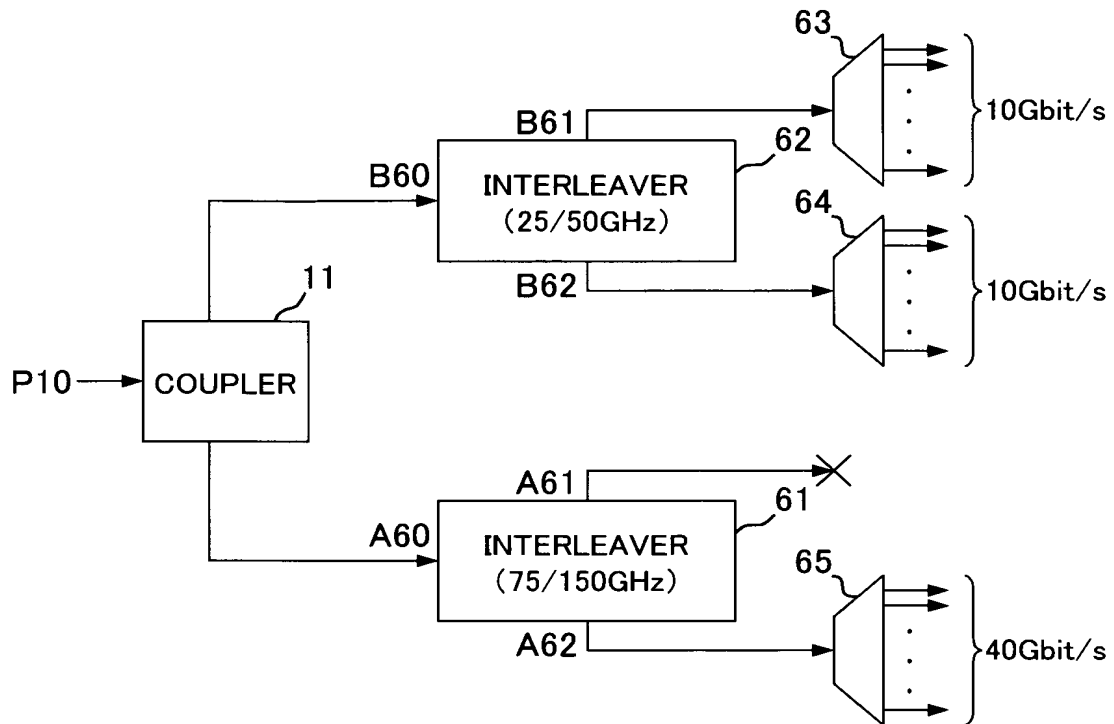 63
10Gbit/s
B61
62
B60
INTERLEAVER
(25/50GHz)
64
B62
10Gbit/s
11
P10
COUPLER
A61
61
A60
INTERLEAVER
(75/150GHz)
65
A62
40Gbit/s